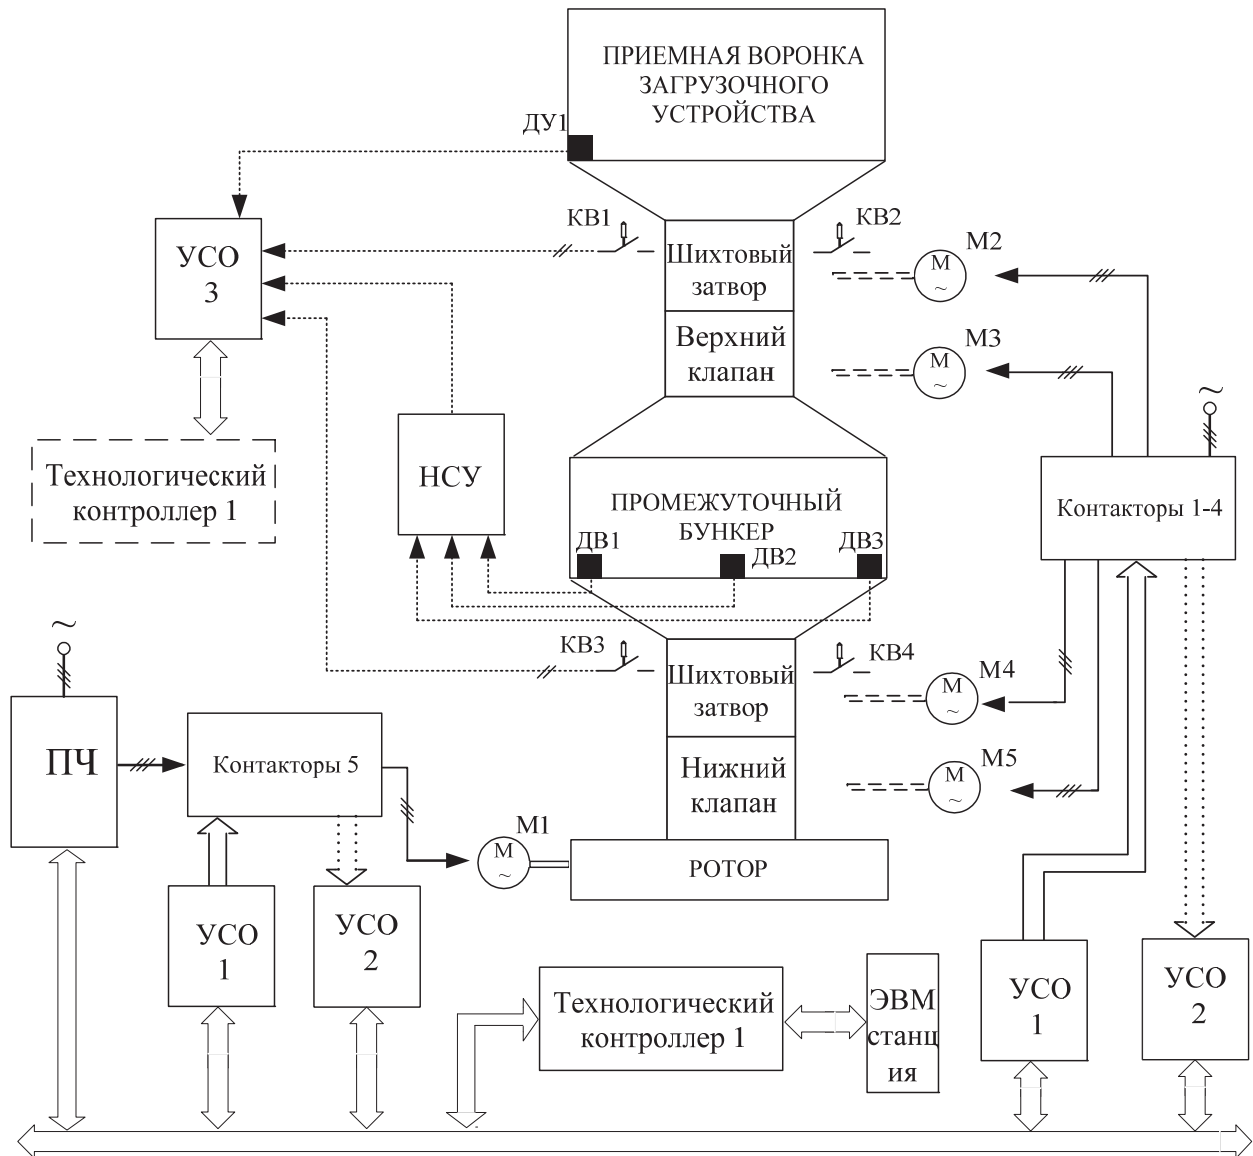 ПРИЕМНАЯ ВОРОНКА
ЗАГРУЗОЧНОГО
УСТРОЙСТВА
ДУ1
КВ1
КВ2
УСО
3
Шихтовый
затвор
М2
М
~
Верхний
клапан
М3
М
~
~
Технологический
контроллер 1
НСУ
ПРОМЕЖУТОЧНЫЙ
БУНКЕР
ДВ1
ДВ2
ДВ3
Контакторы 1-4
~
КВ3
КВ4
Шихтовый
затвор
М4
М
~
ПЧ
Контакторы 5
Нижний
клапан
М5
М
~
М1
М
~
РОТОР
УСО
1
УСО
2
Технологический
контроллер 1
ЭВМ
станц
ия
УСО
1
УСО
2